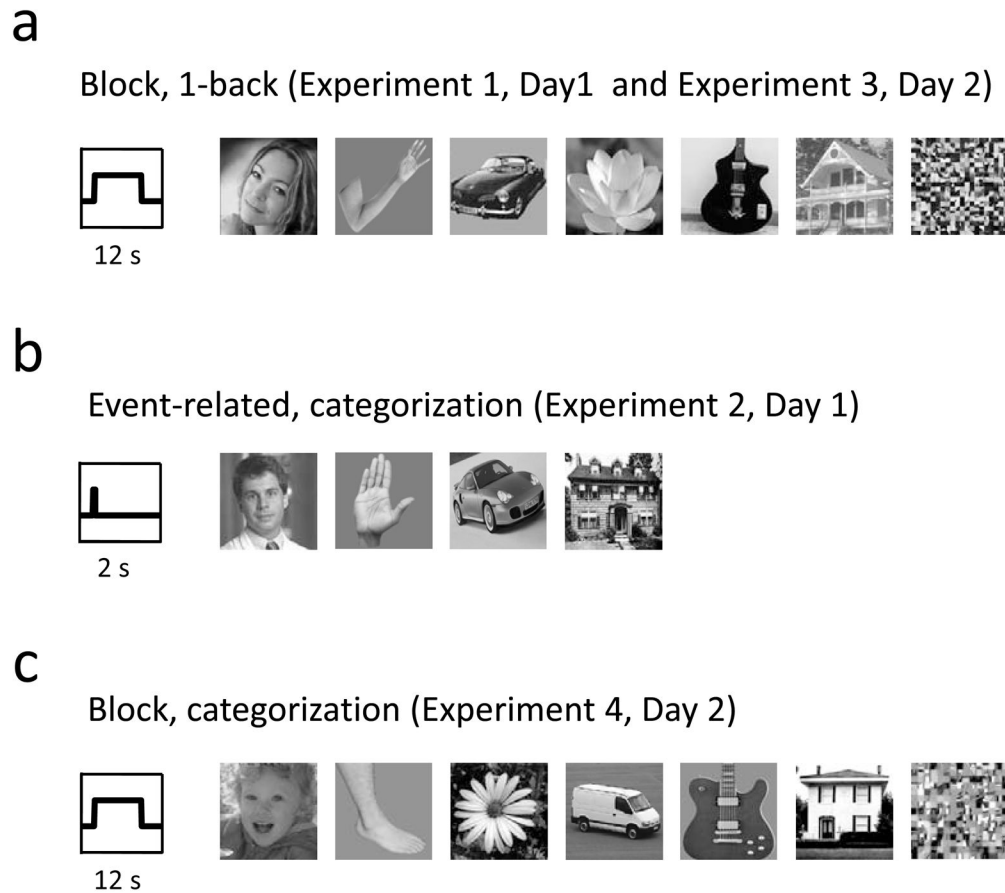 a
Block, 1-back (Experiment 1, Day1 and Experiment 3, Day 2)
12 s
b
Event-related, categorization (Experiment 2, Day 1)
2 s
c
Block, categorization (Experiment 4, Day 2)
12 s